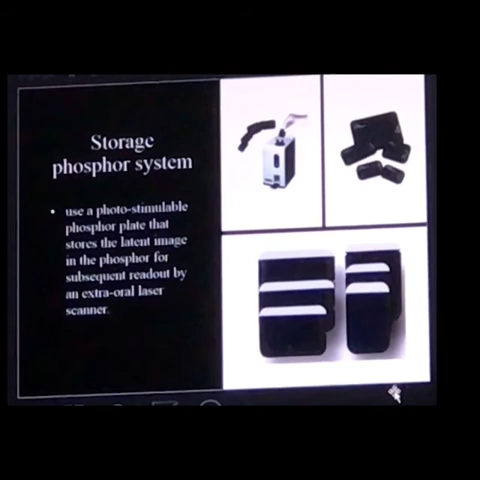 Storage
phosphor system
• use a photo-stimulable
phosphor plate that
stores the latent image
in the phosphor for
subsequent readout by
an extra-oral laser
scanner.